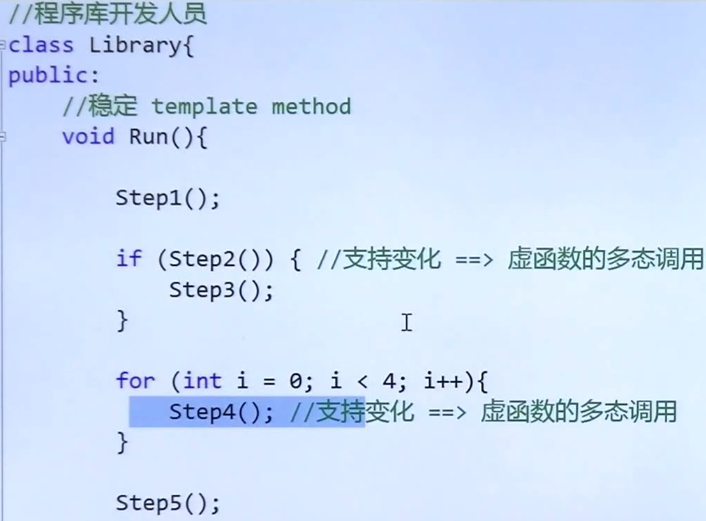 //程序库开发人员
class Library{
public:
    //稳定 template method
    void Run(){
        Step1();
        if (Step2()) { //支持变化 ==> 虚函数的多态调用
            Step3();
        }
        for (int i = 0; i < 4; i++){
            Step4(); //支持变化 ==> 虚函数的多态调用
        }
        Step5();